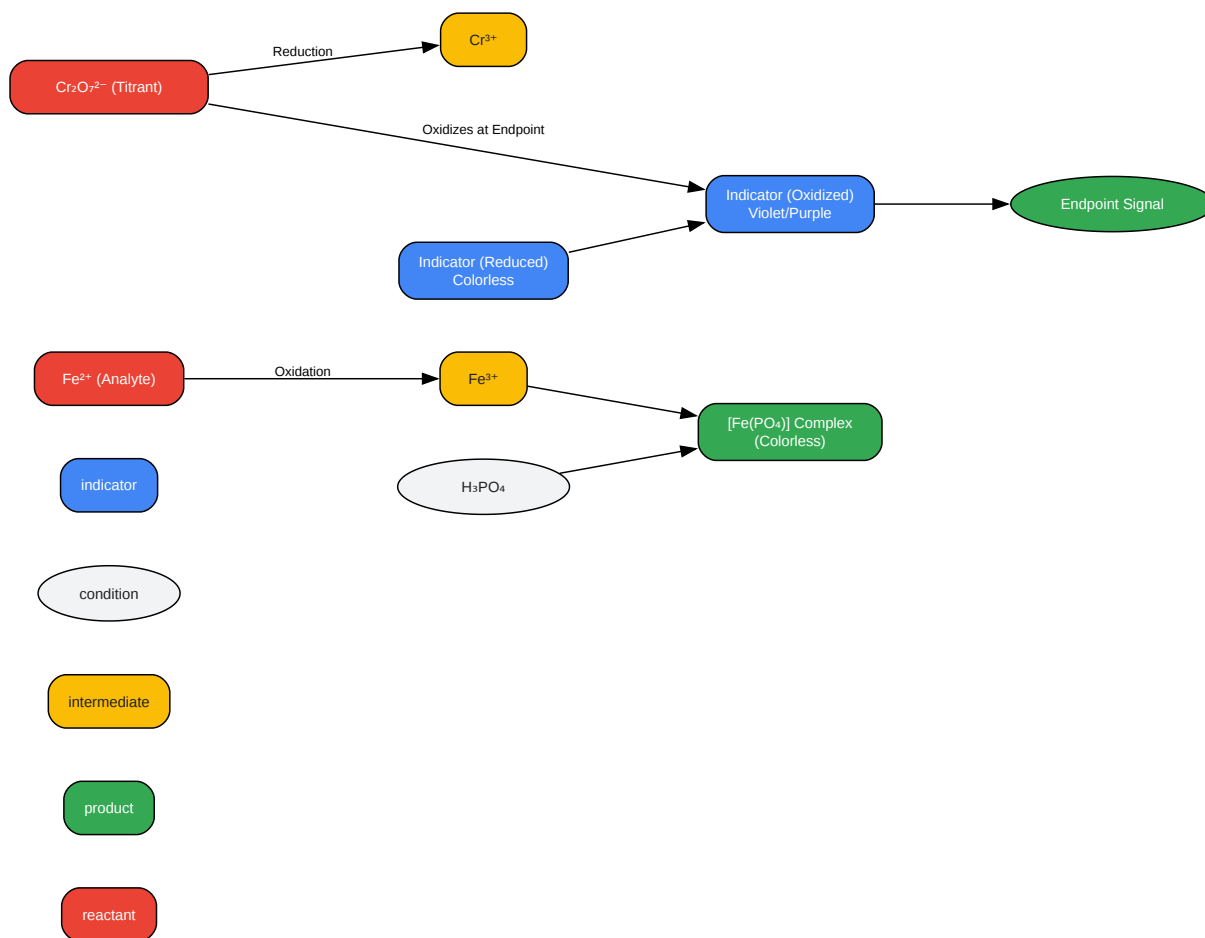 Cr³⁺
Reduction
Cr₂O₇²⁻ (Titrant)
Oxidizes at Endpoint
Indicator (Oxidized)
Violet/Purple
Endpoint Signal
Indicator (Reduced)
Colorless
Fe²⁺ (Analyte)
Oxidation
Fe³⁺
[Fe(PO₄)] Complex
(Colorless)
indicator
H₃PO₄
condition
intermediate
product
reactant